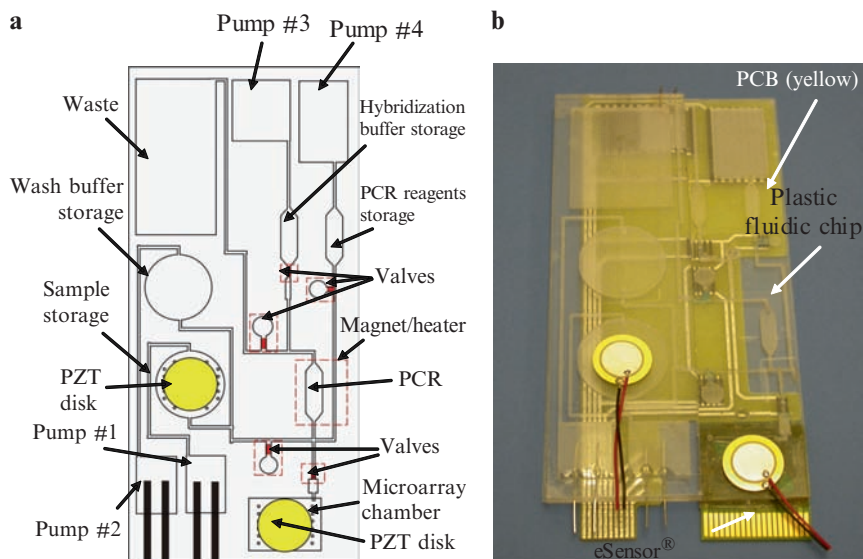 a
Pump #3
Pump #4
Waste
Hybridization
buffer storage
Wash buffer
storage
PCR reagents
storage
Valves
Sample
storage
Magnet/heater
PZT
disk
PCR
Pump #1
Valves
Pump #2
Microarray
chamber
PZT disk
b
PCB (yellow)
Plastic
fluidic chip
eSensor®